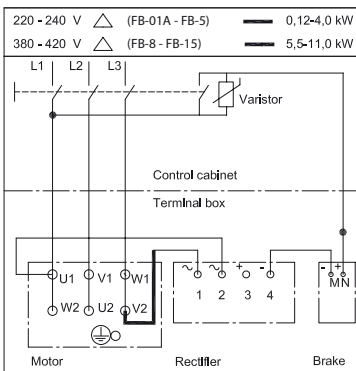 220 - 240 V △ (FB-01A - FB-5) 0,12-4,0 kW
380 - 420 V △ (FB-8 - FB-15) 5,5-11,0 kW
L1 L2 L3
Varistor
Control cabinet
Terminal box
U1 V1 W1 ~ ~ + - - +
1 2 3 4 MN
W2 U2 V2
Motor Rectifier Brake